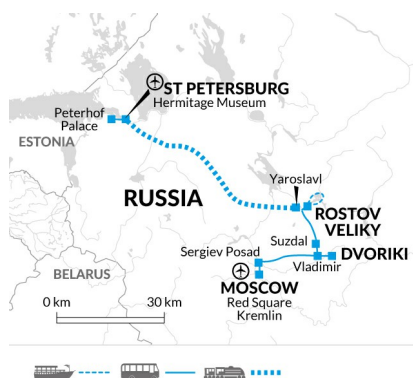 ST PETERSBURG
Hermitage Museum
Peterhof
Palace
ESTONIA
Yaroslavl
RUSSIA
ROSTOV
VELIKY
Suzdal
Sergiev Posad
DVORIKI
Vladimir
BELARUS
MOSCOW
Red Square
Kremlin
0 km
30 km